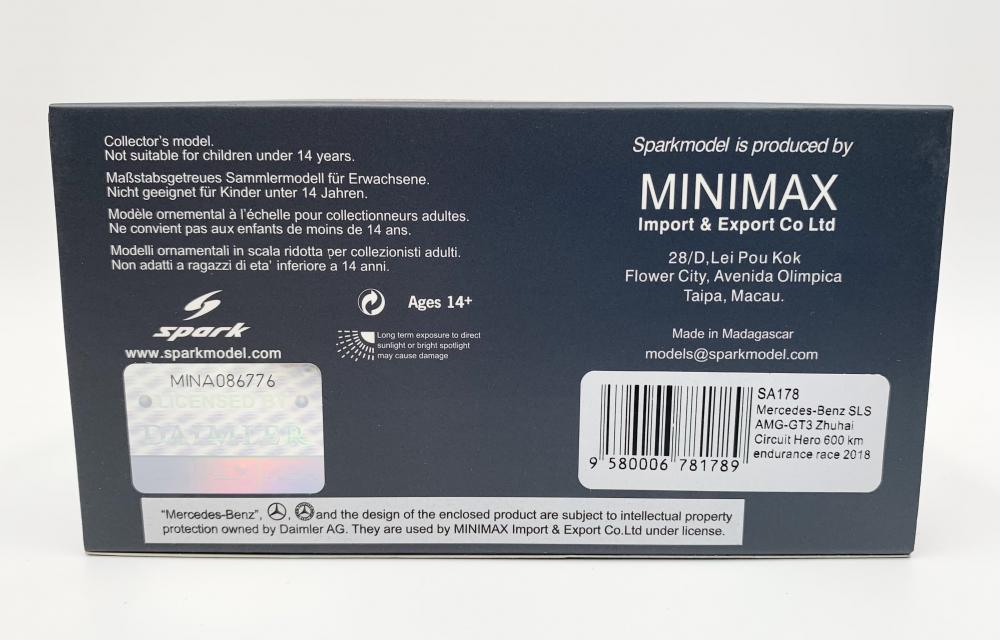 Collector's model.
Not suitable for children under 14 years.
Maßstabsgetreues Sammlermodell für Erwachsene.
Nicht geeignet für Kinder unter 14 Jahren.
Modèle ornemental à l'échelle pour collectionneurs adultes.
Ne convient pas aux enfants de moins de 14 ans.
Modelli ornamentali in scala ridotta per collezionisti adulti.
Non adatti a ragazzi di eta' inferiore a 14 anni.
spark
www.sparkmodel.com
Ages 14+
Long term exposure to direct
sunlight or bright spotlight
may cause damage
MINA086776
LICENSED BY
DAIMLER
Sparkmodel is produced by
MINIMAX
Import & Export Co Ltd
28/D,Lei Pou Kok
Flower City, Avenida Olimpica
Taipa, Macau.
Made in Madagascar
models@sparkmodel.com
SA178
Mercedes-Benz SLS
AMG-GT3 Zhuhai
Circuit Hero 600 km
endurance race 2018
9 580006 781789
"Mercedes-Benz", and the design of the enclosed product are subject to intellectual property
protection owned by Daimler AG. They are used by MINIMAX Import & Export Co.Ltd under license.